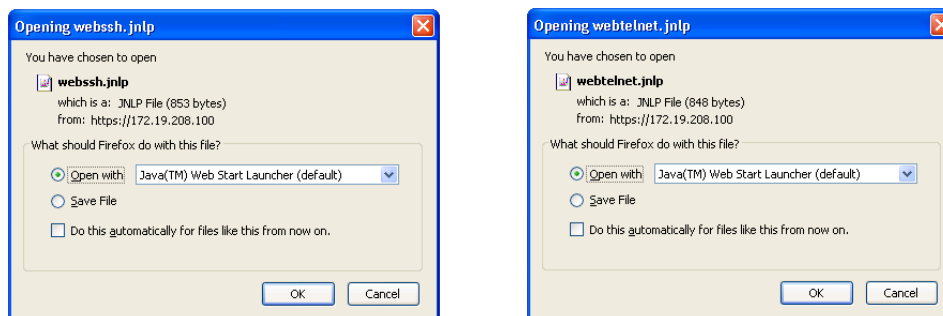 Opening webssh.jnlp
You have chosen to open
webssh.jnlp
which is a: JNLP File (853 bytes)
from: https://172.19.208.100
What should Firefox do with this file?
Open with Java(TM) Web Start Launcher (default)
Save File
Do this automatically for files like this from now on.
OK Cancel
Opening webtelnet.jnlp
You have chosen to open
webtelnet.jnlp
which is a: JNLP File (848 bytes)
from: https://172.19.208.100
What should Firefox do with this file?
Open with Java(TM) Web Start Launcher (default)
Save File
Do this automatically for files like this from now on.
OK Cancel